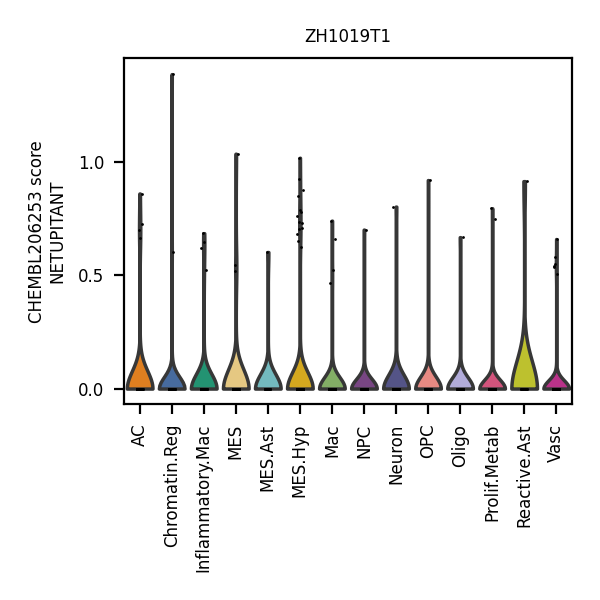 ZH1019T1
CHEMBL206253 score
NETUPITANT
1.0
0.5
0.0
AC
Chromatin.Reg
Inflammatory.Mac
MES
MES.Ast
MES.Hyp
Mac
NPC
Neuron
OPC
Oligo
Prolif.Metab
Reactive.Ast
Vasc